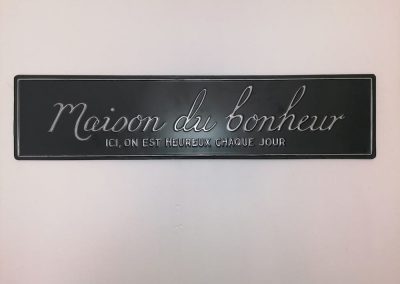 Maison du bonheur
ICI, ON EST HEUREUX CHAQUE JOUR